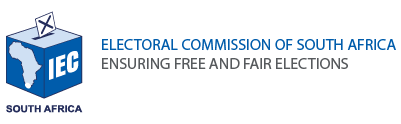 IEC
SOUTH AFRICA
ELECTORAL COMMISSION OF SOUTH AFRICA
ENSURING FREE AND FAIR ELECTIONS